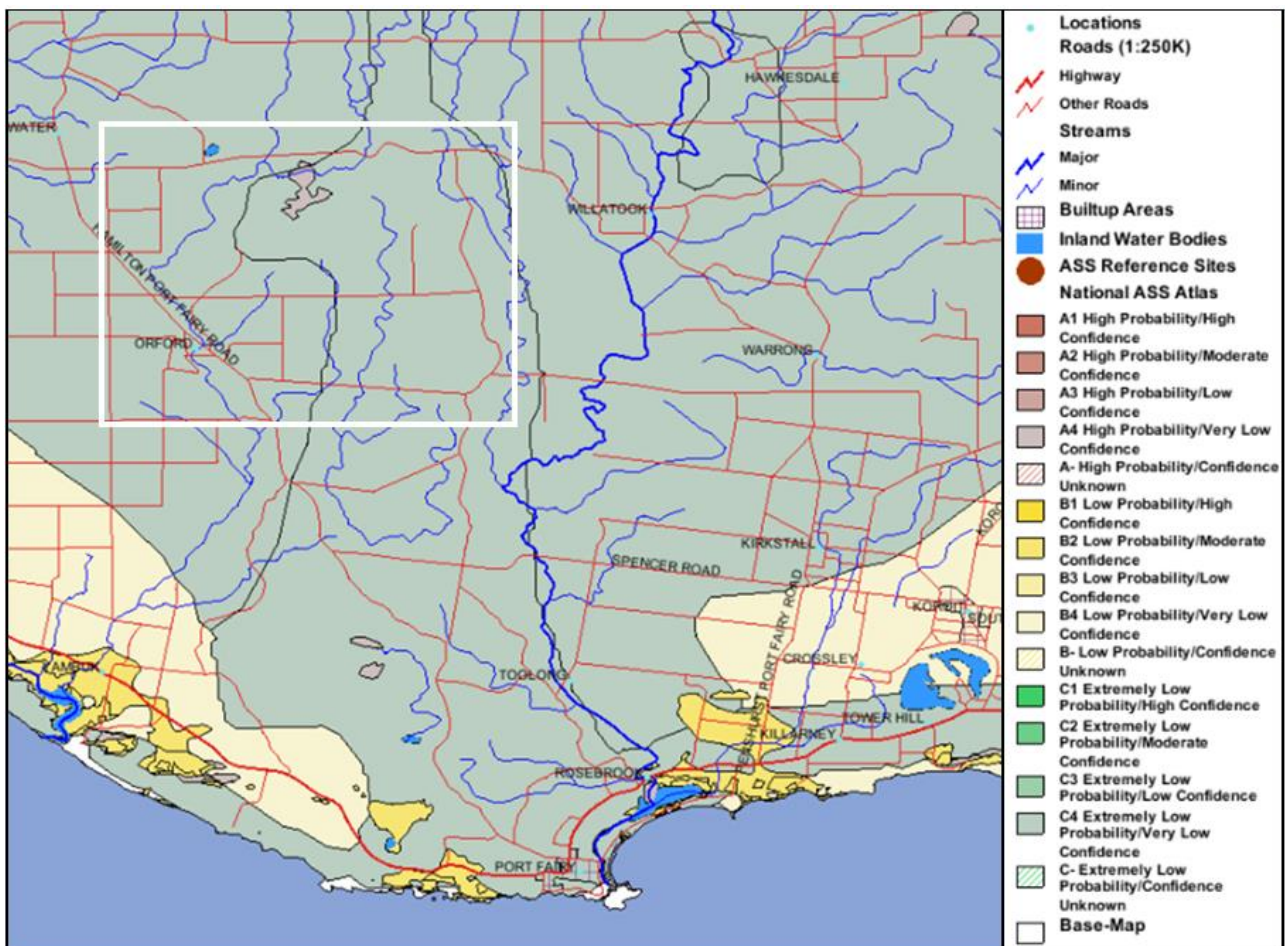 HAWKESDALE
WATER
WILLATOOK
HAMILTON PORT FAIRY ROAD
ORFORD
WARRONG
KIRKSTALL
SPENCER ROAD
KOROIT
SOUT
PENSHURST PORT FAIRY ROAD
CROSSLEY
YAMBUK
TOOLONG
TOWER HILL
KILLARNEY
ROSEBROOK
PORT FAIRY
Locations
Roads (1:250K)
Highway
Other Roads
Streams
Major
Minor
Builtup Areas
Inland Water Bodies
ASS Reference Sites
National ASS Atlas
A1 High Probability/High
Confidence
A2 High Probability/Moderate
Confidence
A3 High Probability/Low
Confidence
A4 High Probability/Very Low
Confidence
A- High Probability/Confidence
Unknown
B1 Low Probability/High
Confidence
B2 Low Probability/Moderate
Confidence
B3 Low Probability/Low
Confidence
B4 Low Probability/Very Low
Confidence
B- Low Probability/Confidence
Unknown
C1 Extremely Low
Probability/High Confidence
C2 Extremely Low
Probability/Moderate
Confidence
C3 Extremely Low
Probability/Low Confidence
C4 Extremely Low
Probability/Very Low
Confidence
C- Extremely Low
Probability/Confidence
Unknown
Base-Map